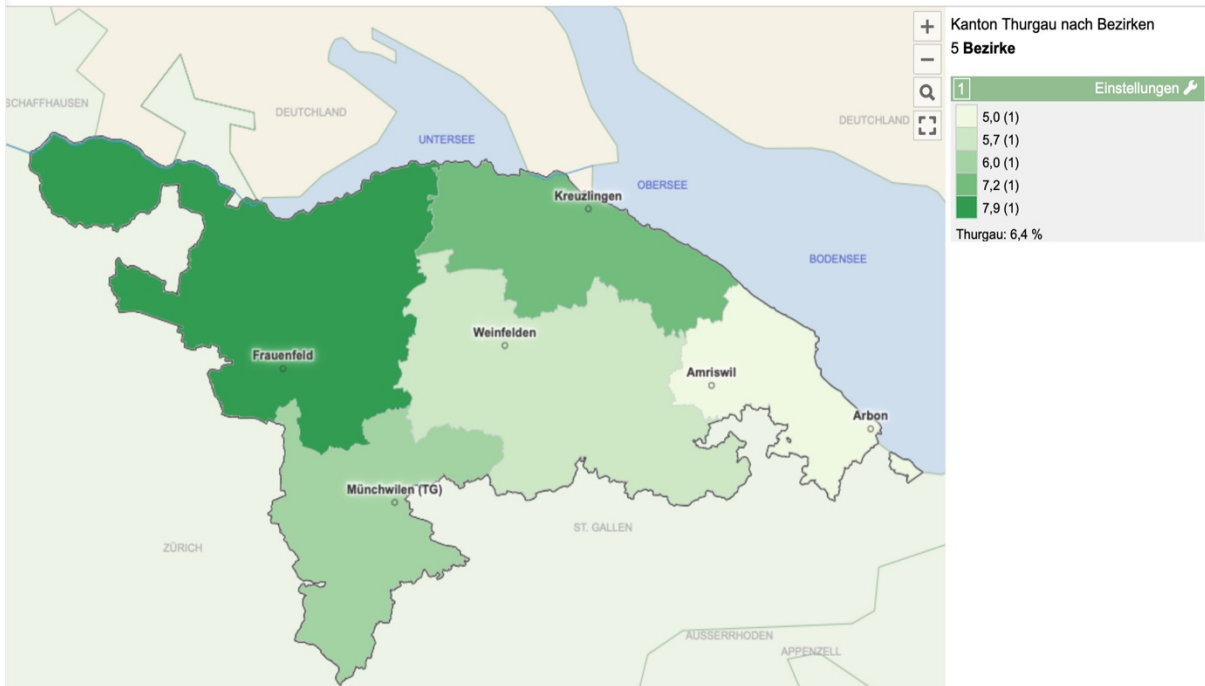 Kanton Thurgau nach Bezirken
5 Bezirke
1 Einstellungen
5,0 (1)
5,7 (1)
6,0 (1)
7,2 (1)
7,9 (1)
Thurgau: 6,4 %
SCHAFFHAUSEN
DEUTCHLAND
DEUTCHLAND
UNTERSEE
OBERSEE
Kreuzlingen
BODENSEE
Weinfelden
Frauenfeld
Amriswil
Arbon
Münchwilen (TG)
ST. GALLEN
ZÜRICH
AUSSERRHODEN
APPENZELL